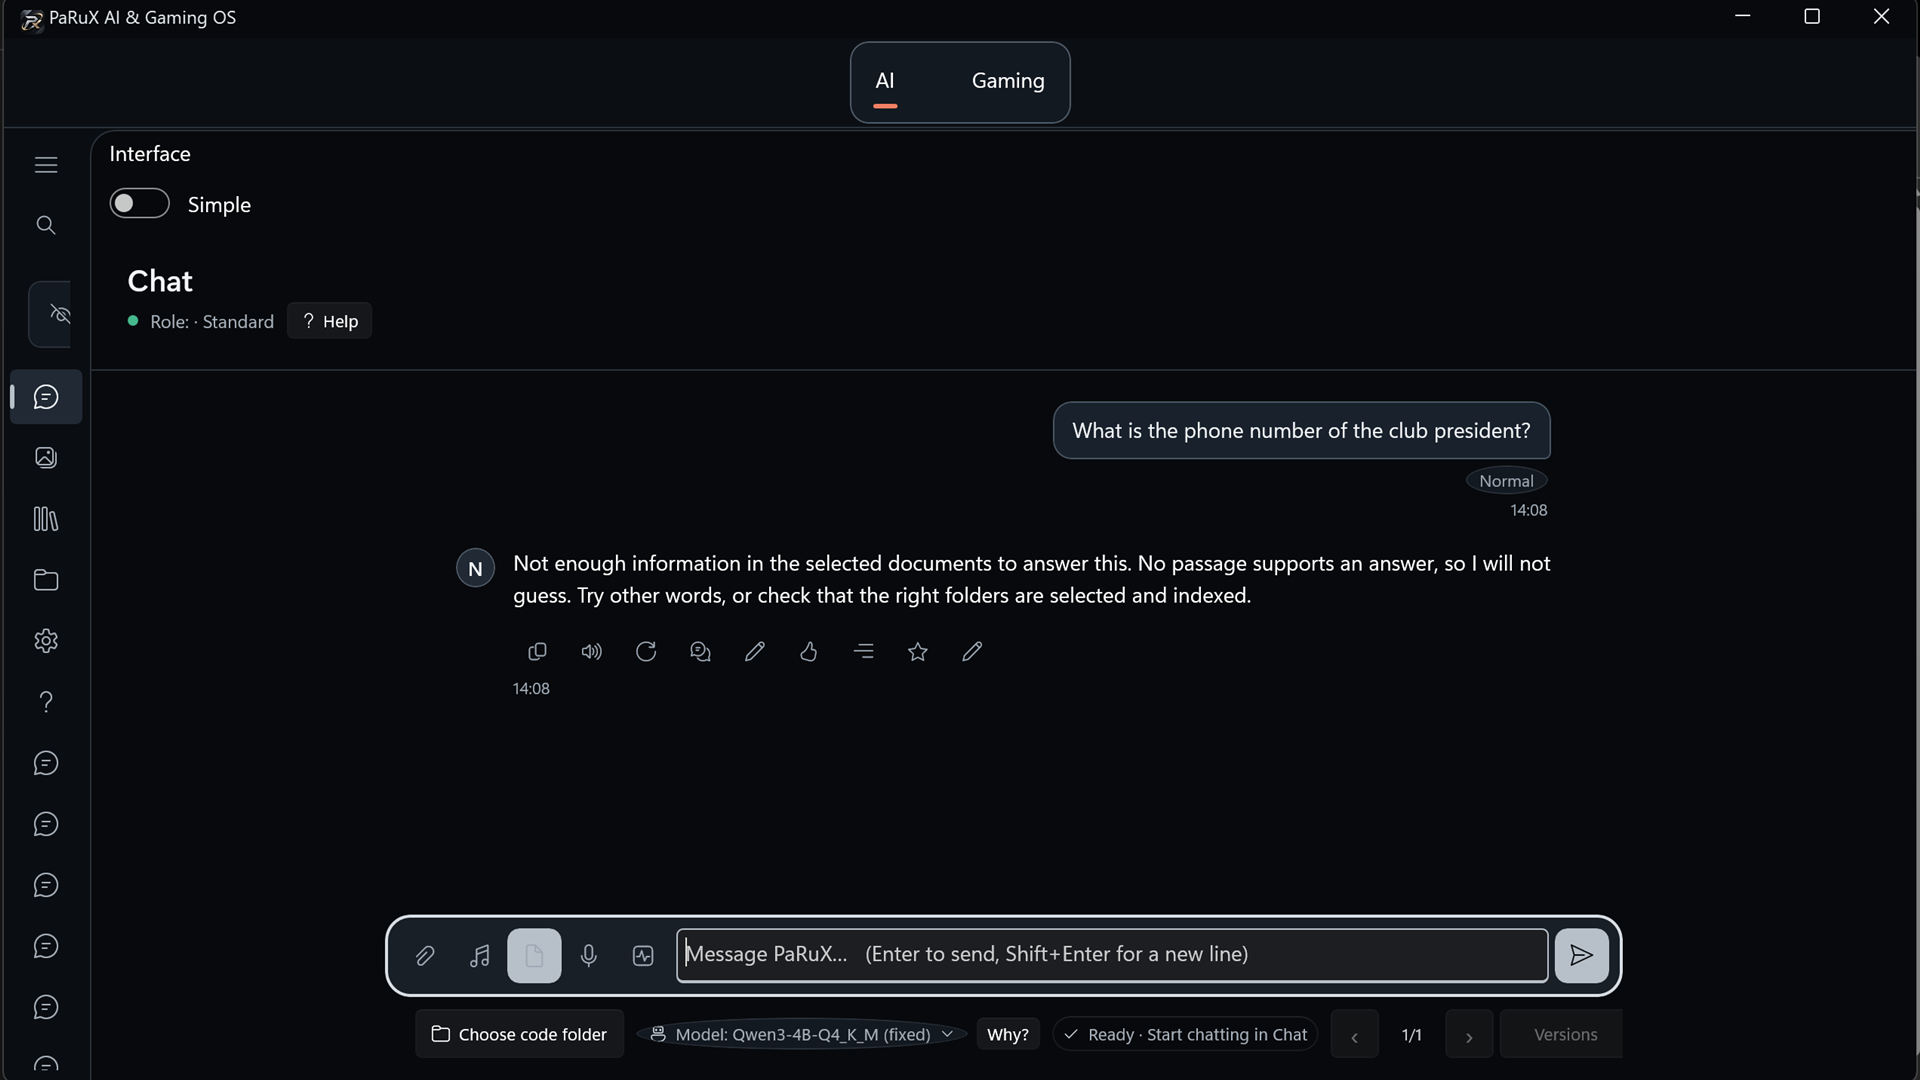 PaRuX AI & Gaming OS
AI
Gaming
Interface
Simple
Chat
Role: · Standard
? Help
What is the phone number of the club president?
Normal
14:08
N
Not enough information in the selected documents to answer this. No passage supports an answer, so I will not
guess. Try other words, or check that the right folders are selected and indexed.
14:08
Message PaRuX... (Enter to send, Shift+Enter for a new line)
Choose code folder
Model: Qwen3-4B-Q4_K_M (fixed)
Why?
Ready · Start chatting in Chat
‹
1/1
›
Versions